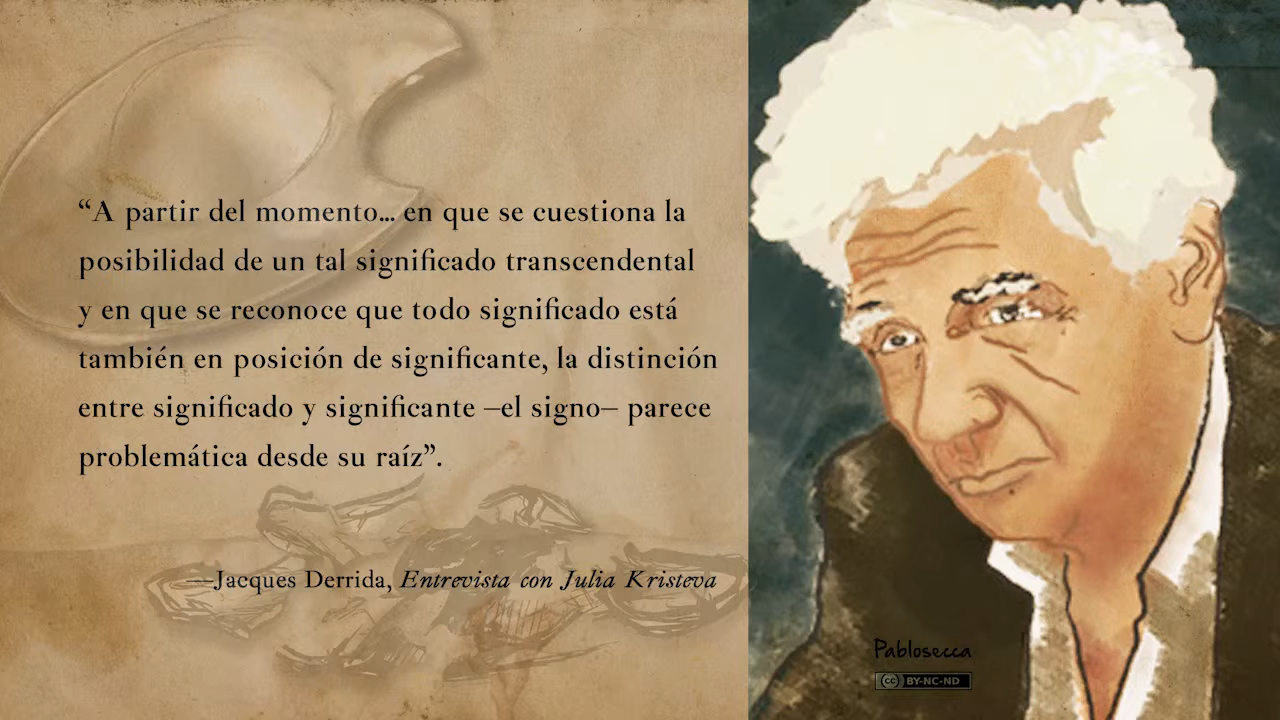 “A partir del momento... en que se cuestiona la
posibilidad de un tal significado transcendental
y en que se reconoce que todo significado está
también en posición de significante, la distinción
entre significado y significante –el signo– parece
problemática desde su raíz”.
—Jacques Derrida, Entrevista con Julia Kristeva
Pablosecca
cc BY-NC-ND